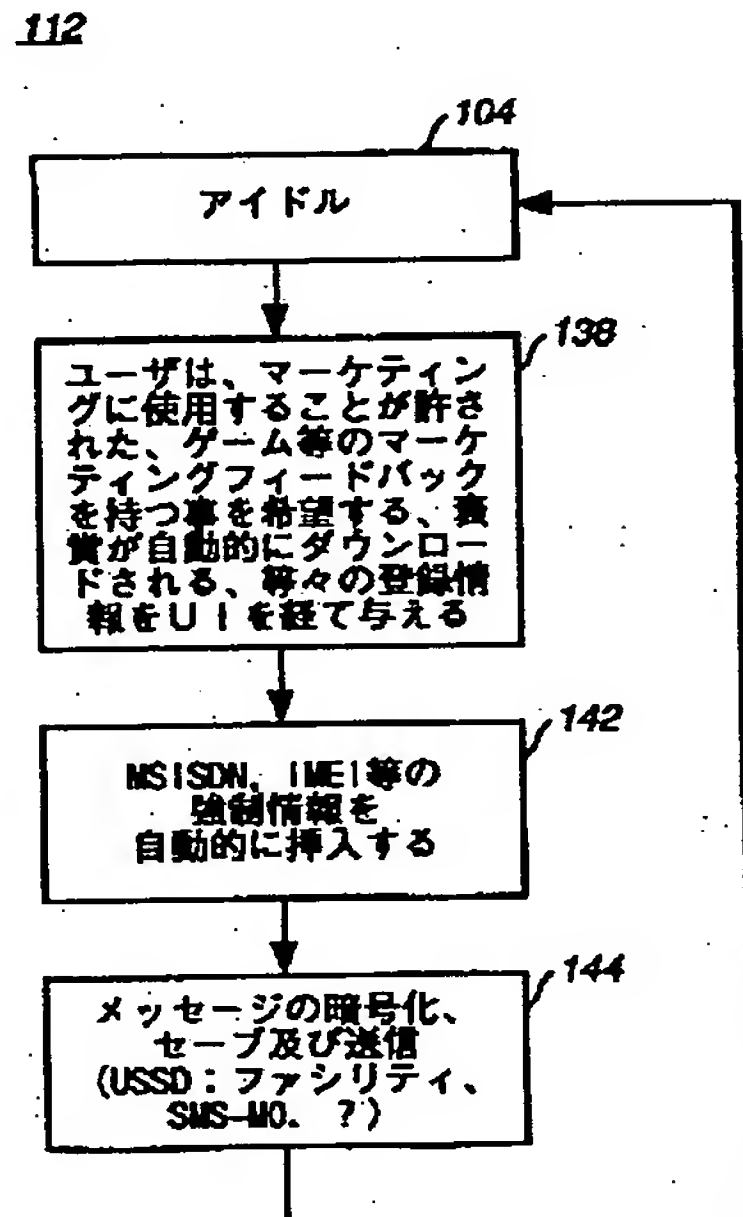 112
104
アイドル
138
ユーザは、マーケティン
グに使用することが許さ
れた、ゲーム等のマーケ
ティングフィードバック
を持つ事を希望する、褒
賞が自動的にダウンロー
ドされる、等々の登録情
報をUIを経て与える
142
MSISDN、IMEI等の
強制情報を
自動的に挿入する
144
メッセージの暗号化、
セーブ及び送信
(USSD:ファシリティ、
SMS-MO. ?)